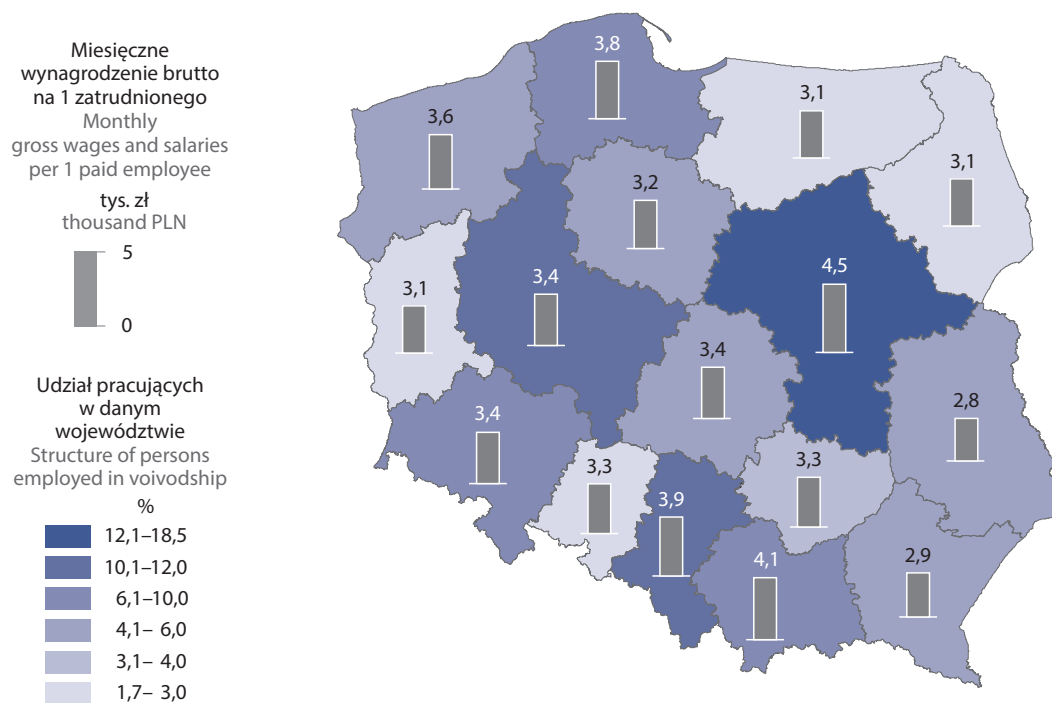 Miesięczne
wynagrodzenie brutto
na 1 zatrudnionego
Monthly
gross wages and salaries
per 1 paid employee
tys. zł
thousand PLN
5
0
Udział pracujących
w danym
województwie
Structure of persons
employed in voivodship
%
12,1–18,5
10,1–12,0
6,1–10,0
4,1– 6,0
3,1– 4,0
1,7– 3,0
3,8
3,6
3,1
3,1
3,2
4,5
3,4
3,1
3,4
2,8
3,4
3,3
3,3
3,9
4,1
2,9